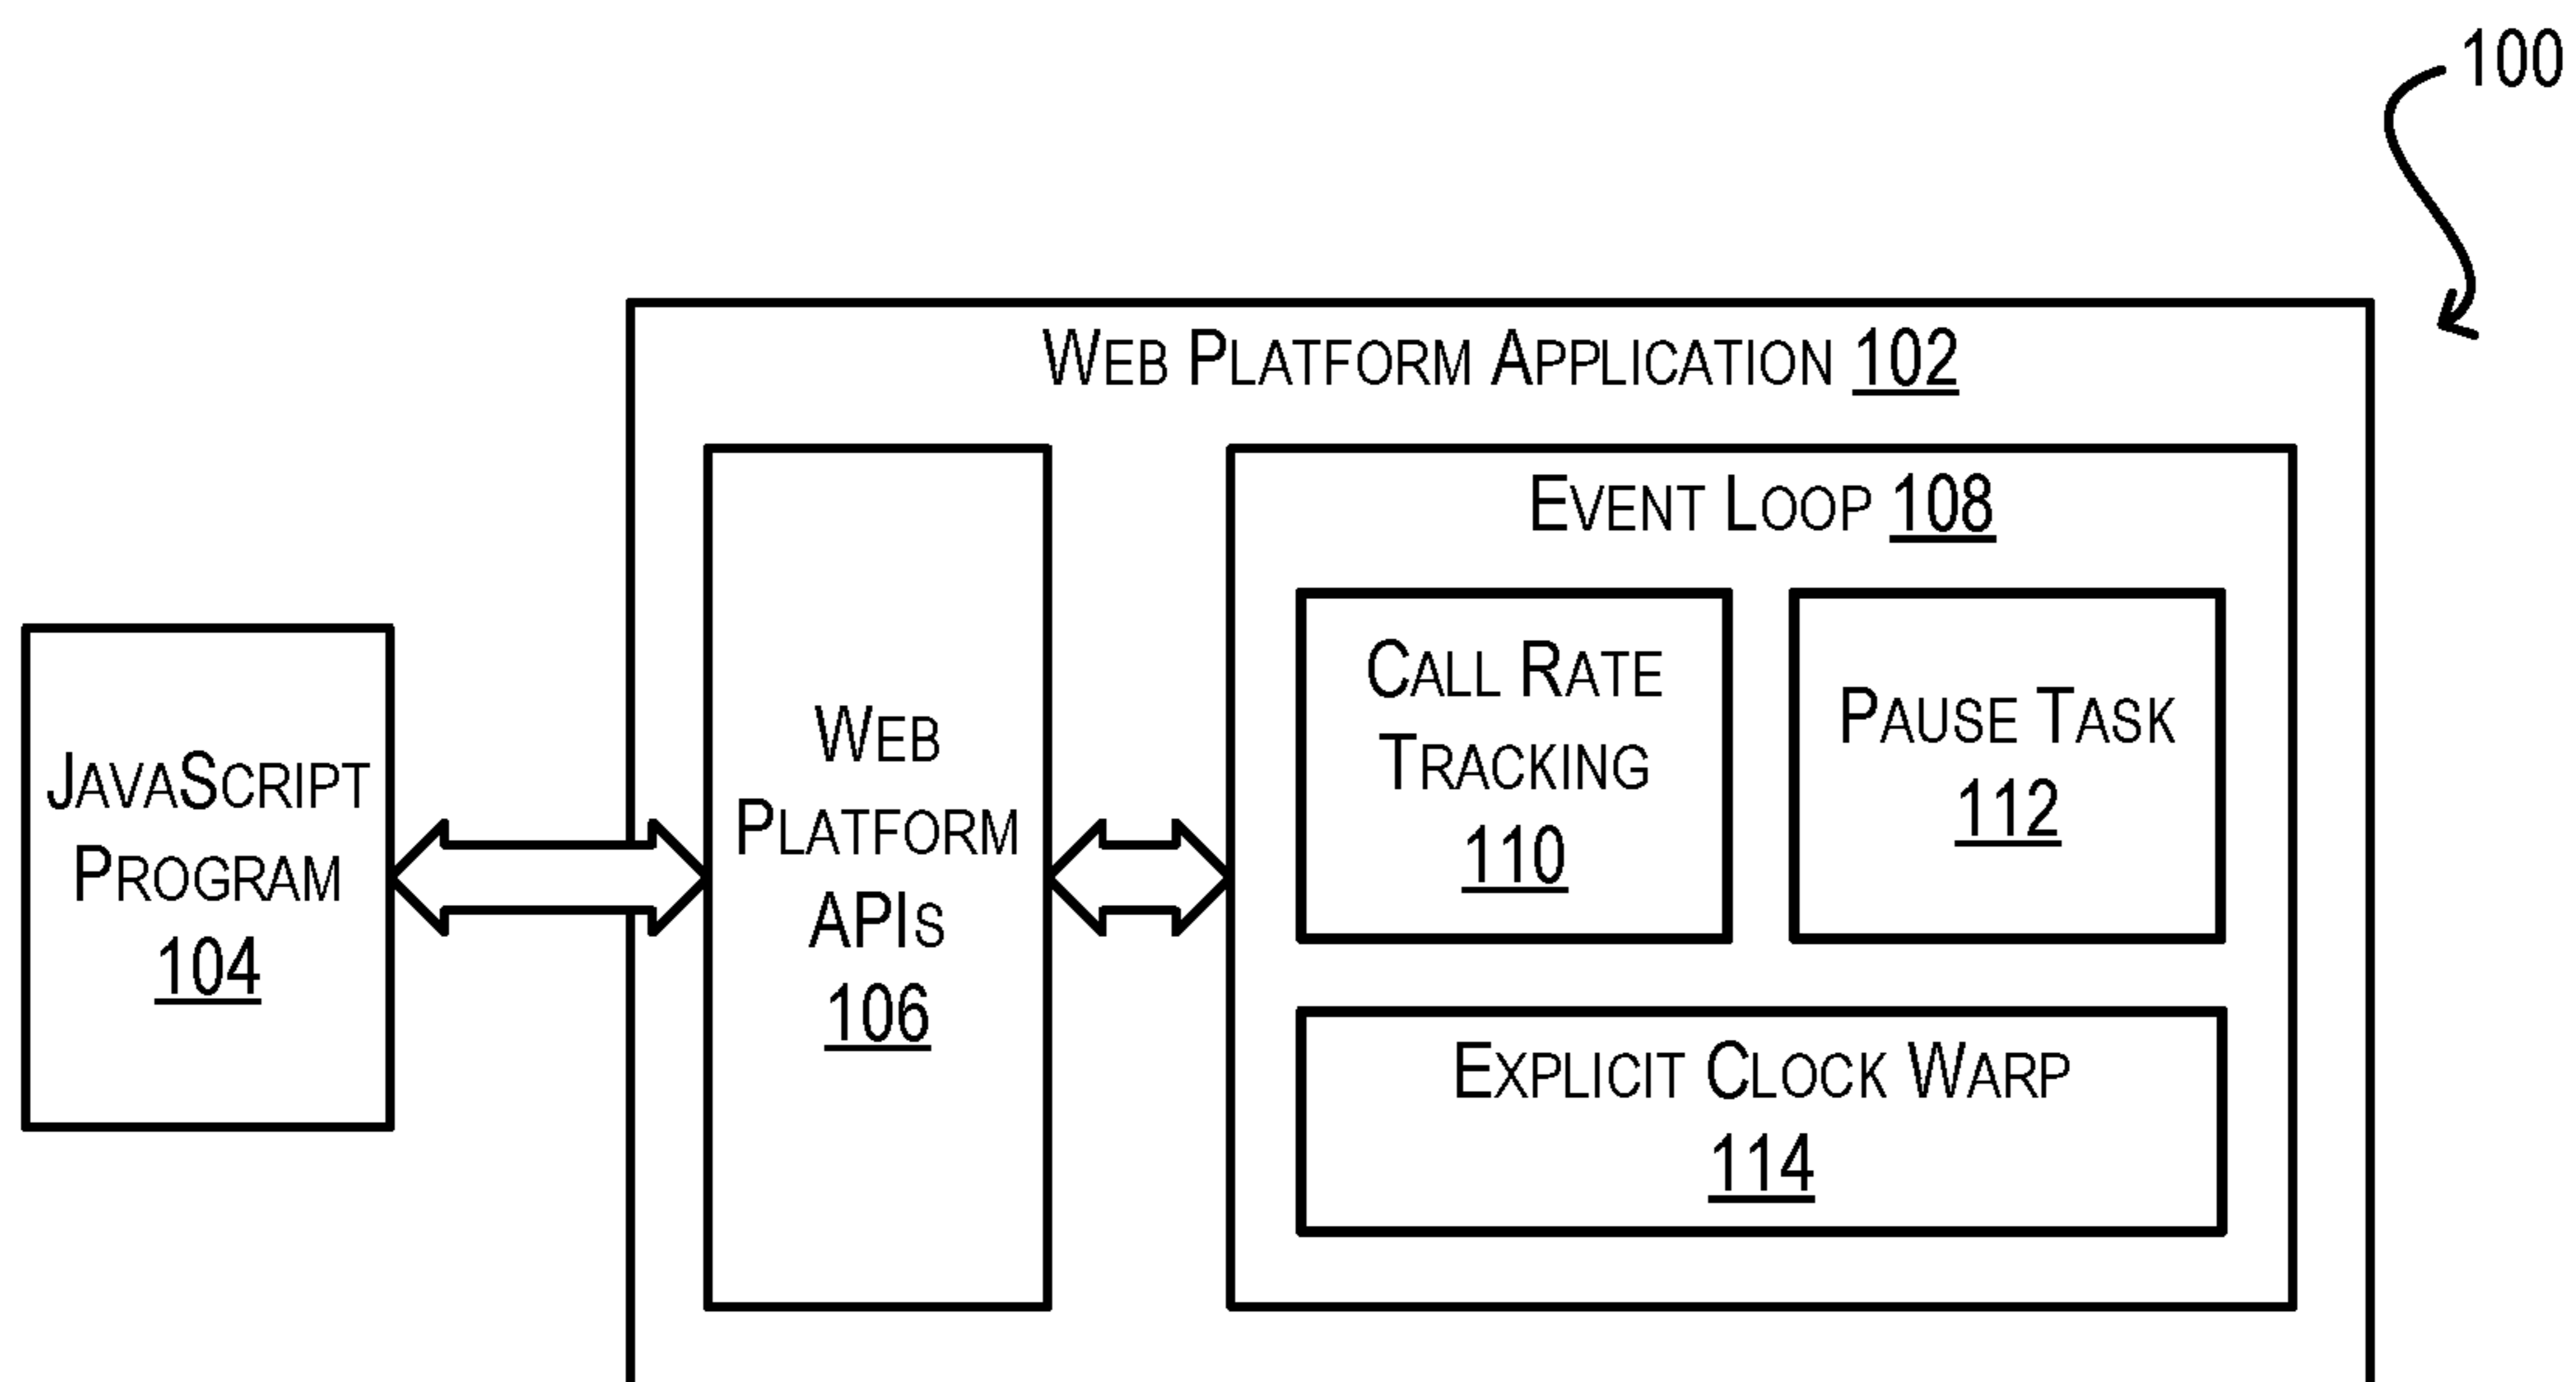 100
WEB PLATFORM APPLICATION 102
EVENT LOOP 108
JAVASCRIPT
PROGRAM
104
WEB
PLATFORM
APIS
106
CALL RATE
TRACKING
110
PAUSE TASK
112
EXPLICIT CLOCK WARP
114